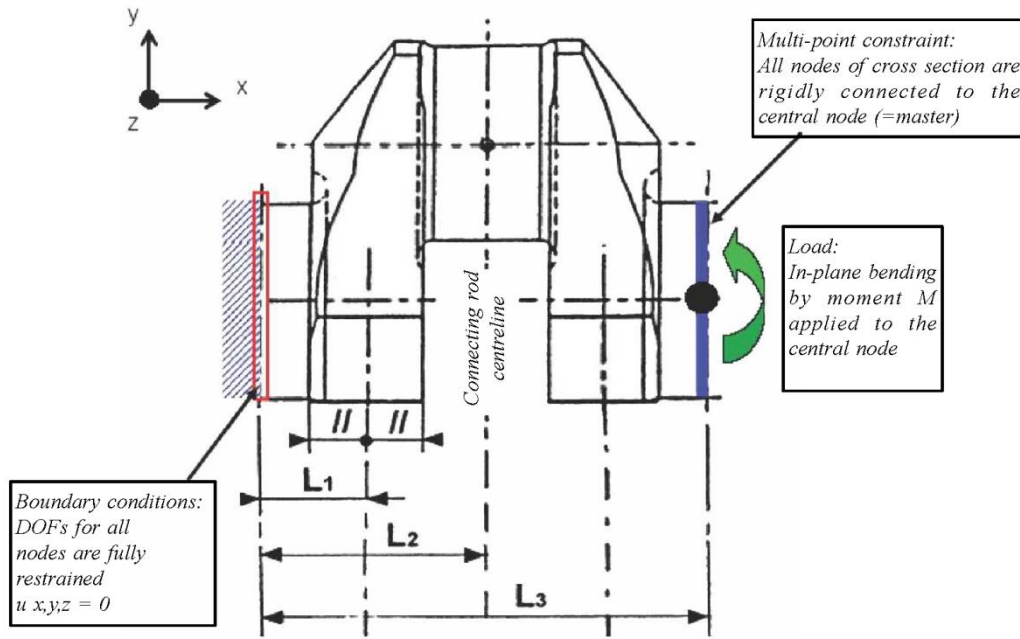 y
x
z
Multi-point constraint:
All nodes of cross section are
rigidly connected to the
central node (=master)
Load:
In-plane bending
by moment M
applied to the
central node
Connecting rod
centreline
Boundary conditions:
DOFs for all
nodes are fully
restrained
u x,y,z = 0
// //
L1
L2
L3